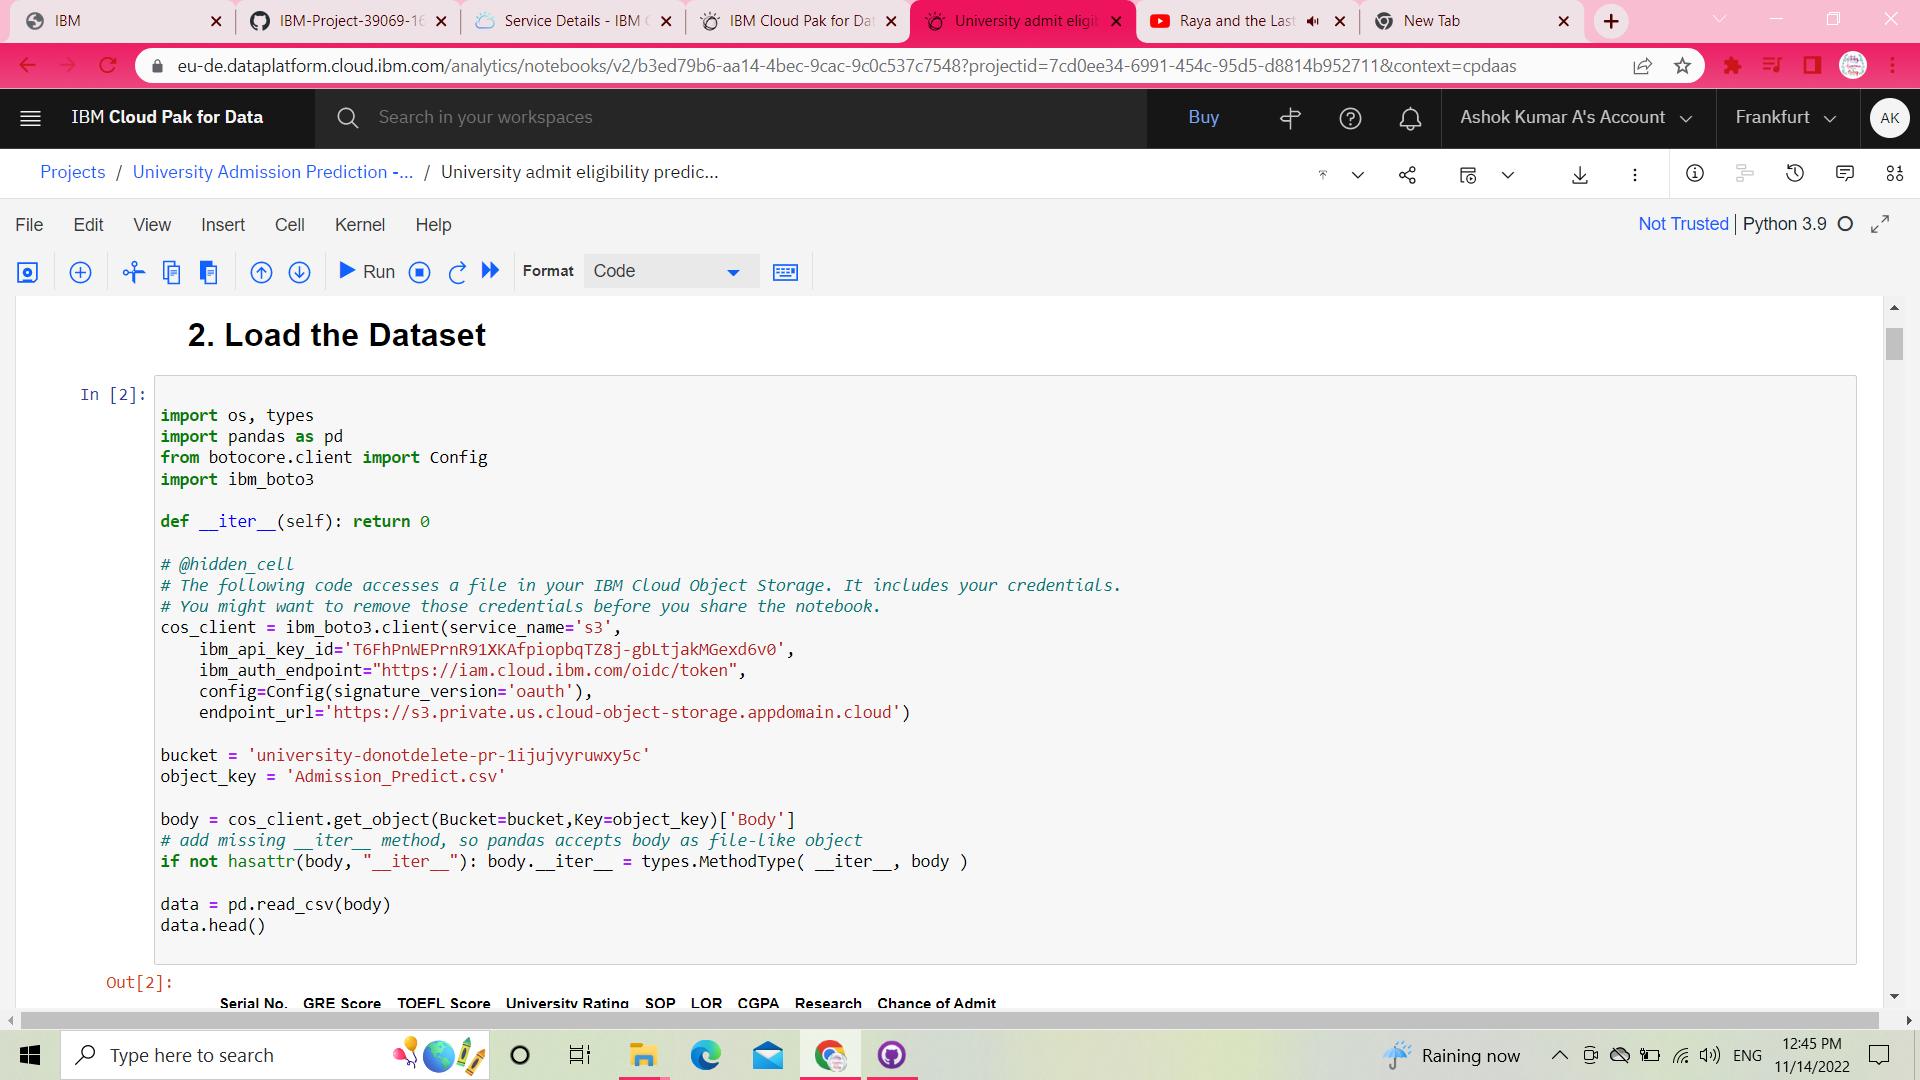 IBM
IBM-Project-39069-16
Service Details - IBM C
IBM Cloud Pak for Dat
University admit eligib
Raya and the Last
New Tab
eu-de.dataplatform.cloud.ibm.com/analytics/notebooks/v2/b3ed79b6-aa14-4bec-9cac-9c0c537c7548?projectid=7cd0ee34-6991-454c-95d5-d8814b952711&context=cpdaas
IBM Cloud Pak for Data
Search in your workspaces
Buy
Ashok Kumar A's Account
Frankfurt
AK
Projects / University Admission Prediction -... / University admit eligibility predic...
File Edit View Insert Cell Kernel Help
Not Trusted Python 3.9
Run
Format
Code
2. Load the Dataset
In [2]:
import os, types
import pandas as pd
from botocore.client import Config
import ibm_boto3
def __iter__(self): return 0
# @hidden_cell
# The following code accesses a file in your IBM Cloud Object Storage. It includes your credentials.
# You might want to remove those credentials before you share the notebook.
cos_client = ibm_boto3.client(service_name='s3',
ibm_api_key_id='T6FhPnWEPrnR91XKAfpiopbqTZ8j-gbLtjakMGexd6v0',
ibm_auth_endpoint="https://iam.cloud.ibm.com/oidc/token",
config=Config(signature_version='oauth'),
endpoint_url='https://s3.private.us.cloud-object-storage.appdomain.cloud')
bucket = 'university-donotdelete-pr-1ijujvyruwxy5c'
object_key = 'Admission_Predict.csv'
body = cos_client.get_object(Bucket=bucket,Key=object_key)['Body']
# add missing __iter__ method, so pandas accepts body as file-like object
if not hasattr(body, "__iter__"): body.__iter__ = types.MethodType( __iter__, body )
data = pd.read_csv(body)
data.head()
Out[2]:
Serial No. GRE Score TOEFL Score University Rating SOP LOR CGPA Research Chance of Admit
Type here to search
Raining now
ENG
12:45 PM
11/14/2022